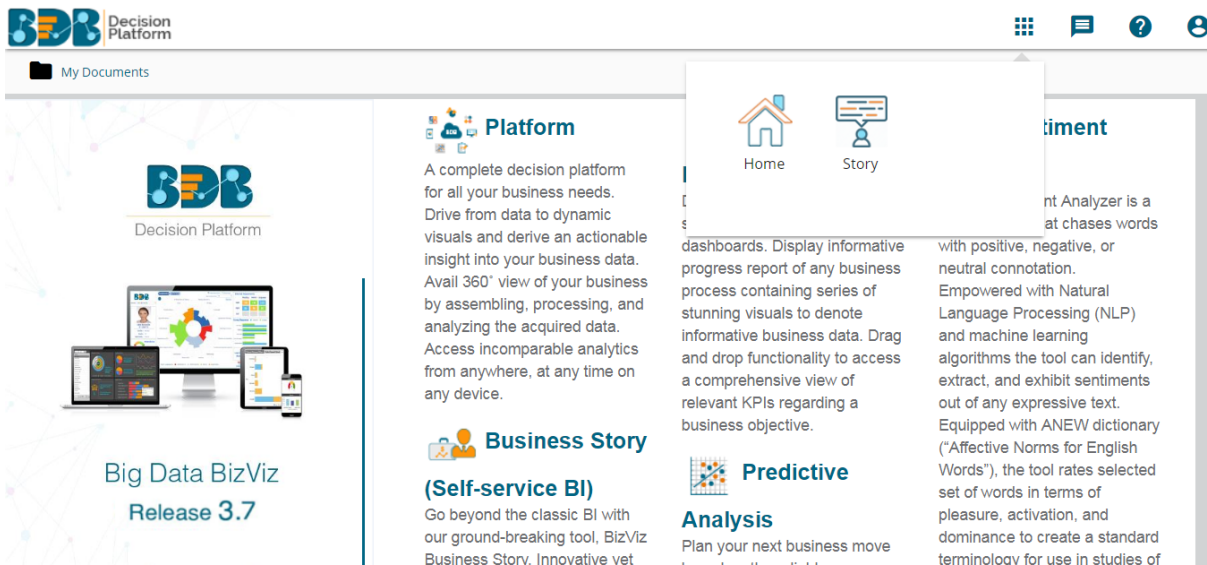 BDB Decision
Platform
My Documents
Home
Story
BDB
Decision Platform
Big Data BizViz
Release 3.7
Platform
A complete decision platform
for all your business needs.
Drive from data to dynamic
visuals and derive an actionable
insight into your business data.
Avail 360° view of your business
by assembling, processing, and
analyzing the acquired data.
Access incomparable analytics
from anywhere, at any time on
any device.
Business Story
(Self-service BI)
Go beyond the classic BI with
our ground-breaking tool, BizViz
Business Story. Innovative yet
dashboards. Display informative
progress report of any business
process containing series of
stunning visuals to denote
informative business data. Drag
and drop functionality to access
a comprehensive view of
relevant KPIs regarding a
business objective.
Predictive
Analysis
Plan your next business move
timent
nt Analyzer is a
at chases words
with positive, negative, or
neutral connotation.
Empowered with Natural
Language Processing (NLP)
and machine learning
algorithms the tool can identify,
extract, and exhibit sentiments
out of any expressive text.
Equipped with ANEW dictionary
(“Affective Norms for English
Words”), the tool rates selected
set of words in terms of
pleasure, activation, and
dominance to create a standard
terminology for use in studies of